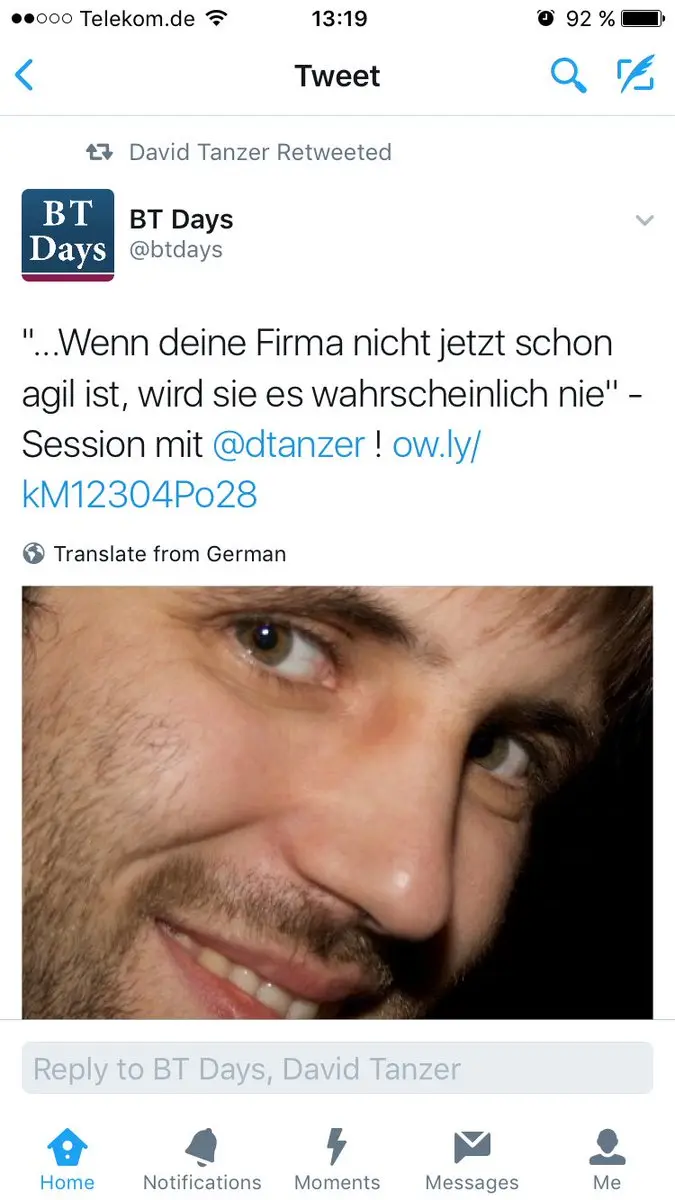 Telekom.de 13:19 92 %
Tweet
David Tanzer Retweeted
BT
Days
BT Days
@btdays
"...Wenn deine Firma nicht jetzt schon
agil ist, wird sie es wahrscheinlich nie" -
Session mit @dtanzer ! ow.ly/
kM12304Po28
Translate from German
Reply to BT Days, David Tanzer
Home Notifications Moments Messages Me